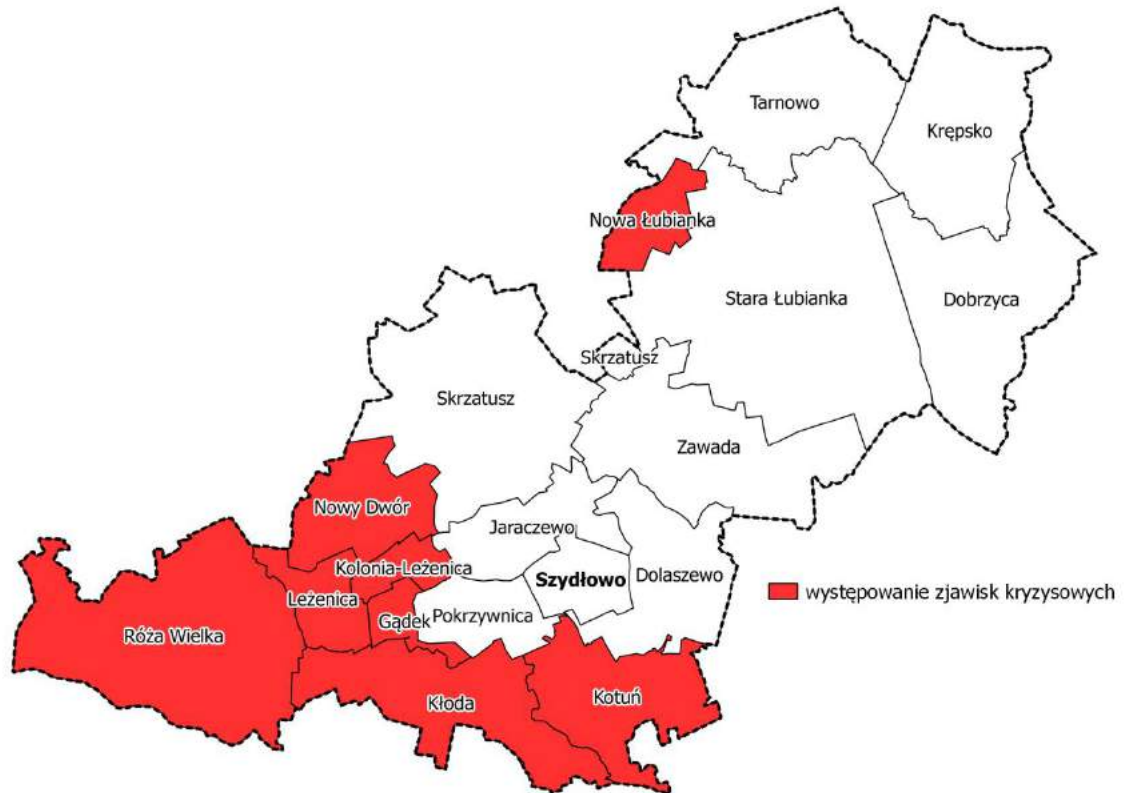 Tarnowo
Krępsko
Nowa Łubianka
Stara Łubianka
Dobrzyca
Skrzatusz
Skrzatusz
Zawada
Nowy Dwór
Jaraczewo
Kolonia-Leżenica
Szydłowo
Dolaszewo
Leżenica
występowanie zjawisk kryzysowych
Gądek
Pokrzywnica
Róża Wielka
Kłoda
Kotuń